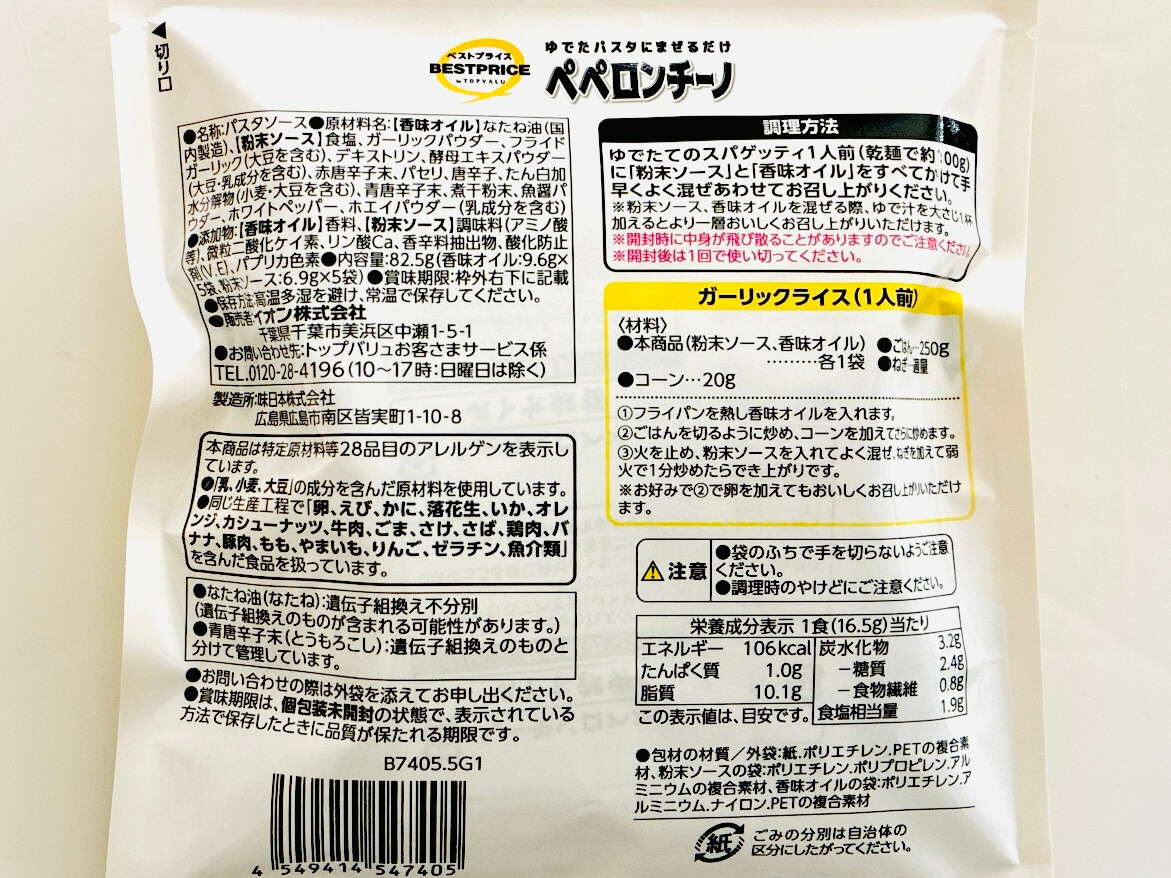 切り口
ベストプライス
BESTPRICE
by TOPVALU
ゆでたパスタにまぜるだけ
ペペロンチーノ
●名称:パスタソース●原材料名:【香味オイル】なたね油(国
内製造)、【粉末ソース】食塩、ガーリックパウダー、フライド
ガーリック(大豆を含む)、デキストリン、酵母エキスパウダー
(大豆・乳成分を含む)、赤唐辛子末、パセリ、唐辛子、たん白加
水分解物(小麦・大豆を含む)、青唐辛子末、煮干粉末、魚醤パ
ウダー、ホワイトペッパー、ホエイパウダー(乳成分を含む)
●添加物:【香味オイル】香料、【粉末ソース】調味料(アミノ酸
等)、微粒二酸化ケイ素、リン酸Ca、香辛料抽出物、酸化防止
剤(V.E)、パプリカ色素●内容量:82.5g(香味オイル:9.6g×
5袋、粉末ソース:6.9g×5袋)●賞味期限:枠外右下に記載
●保存方法:高温多湿を避け、常温で保存してください。
●販売者:イオン株式会社
千葉県千葉市美浜区中瀬1-5-1
●お問い合わせ先:トップバリュお客さまサービス係
TEL.0120-28-4196(10〜17時:日曜日は除く)
製造所:味日本株式会社
広島県広島市南区皆実町1-10-8
本商品は特定原材料等28品目のアレルゲンを表示し
ています。
●「乳、小麦、大豆」の成分を含んだ原材料を使用しています。
●同じ生産工程で「卵、えび、かに、落花生、いか、オレ
ンジ、カシューナッツ、牛肉、ごま、さけ、さば、鶏肉、バ
ナナ、豚肉、もも、やまいも、りんご、ゼラチン、魚介類」
を含んだ食品を扱っています。
●なたね油(なたね):遺伝子組換え不分別
(遺伝子組換えのものが含まれる可能性があります。)
●青唐辛子末(とうもろこし):遺伝子組換えのものと
分けて管理しています。
●お問い合わせの際は外袋を添えてお申し出ください。
●賞味期限は、個包装未開封の状態で、表示されている
方法で保存したときに品質が保たれる期限です。
B7405.5G1
4 549414 547405
調理方法
ゆでたてのスパゲッティ1人前(乾麺で約100g)
に「粉末ソース」と「香味オイル」をすべてかけて手
早くよく混ぜあわせてお召し上がりください。
※粉末ソース、香味オイルを混ぜる際、ゆで汁を大さじ1杯
加えるとより一層おいしくお召し上がりいただけます。
※開封時に中身が飛び散ることがありますのでご注意ください。
※開封後は1回で使い切ってください。
ガーリックライス(1人前)
〈材料〉
●本商品(粉末ソース、香味オイル)
………各1袋
●コーン…20g
●ごはん…250g
●ねぎ…適量
①フライパンを熱し香味オイルを入れます。
②ごはんを切るように炒め、コーンを加えてさらに炒めます。
③火を止め、粉末ソースを入れてよく混ぜ、ねぎを加えて弱
火で1分炒めたらでき上がりです。
※お好みで②で卵を加えてもおいしくお召し上がりいただけ
ます。
注意
●袋のふちで手を切らないようご注意
ください。
●調理時のやけどにご注意ください。
栄養成分表示 1食(16.5g)当たり
エネルギー 106kcal
たんぱく質 1.0g
脂質 10.1g
この表示値は、目安です。
炭水化物 3.2g
−糖質 2.4g
−食物繊維 0.8g
食塩相当量 1.9g
●包材の材質/外袋:紙.ポリエチレン.PETの複合素
材、粉末ソースの袋:ポリエチレン.ポリプロピレン.アル
ミニウムの複合素材、香味オイルの袋:ポリエチレン.ア
ルミニウム.ナイロン.PETの複合素材
紙
ごみの分別は自治体の
区分にしたがってください。